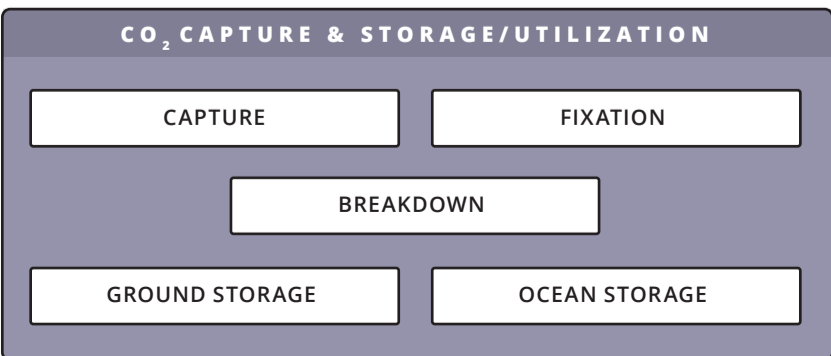 CO₂ CAPTURE & STORAGE/UTILIZATION
CAPTURE
FIXATION
BREAKDOWN
GROUND STORAGE
OCEAN STORAGE